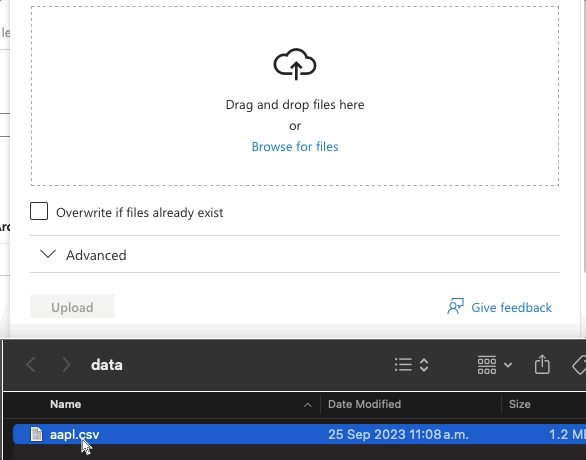 le
Drag and drop files here
or
Browse for files
Overwrite if files already exist
Advanced
Upload
Give feedback
data
Name
Date Modified
Size
aapl.csv
25 Sep 2023 11:08 a.m.
1.2 M